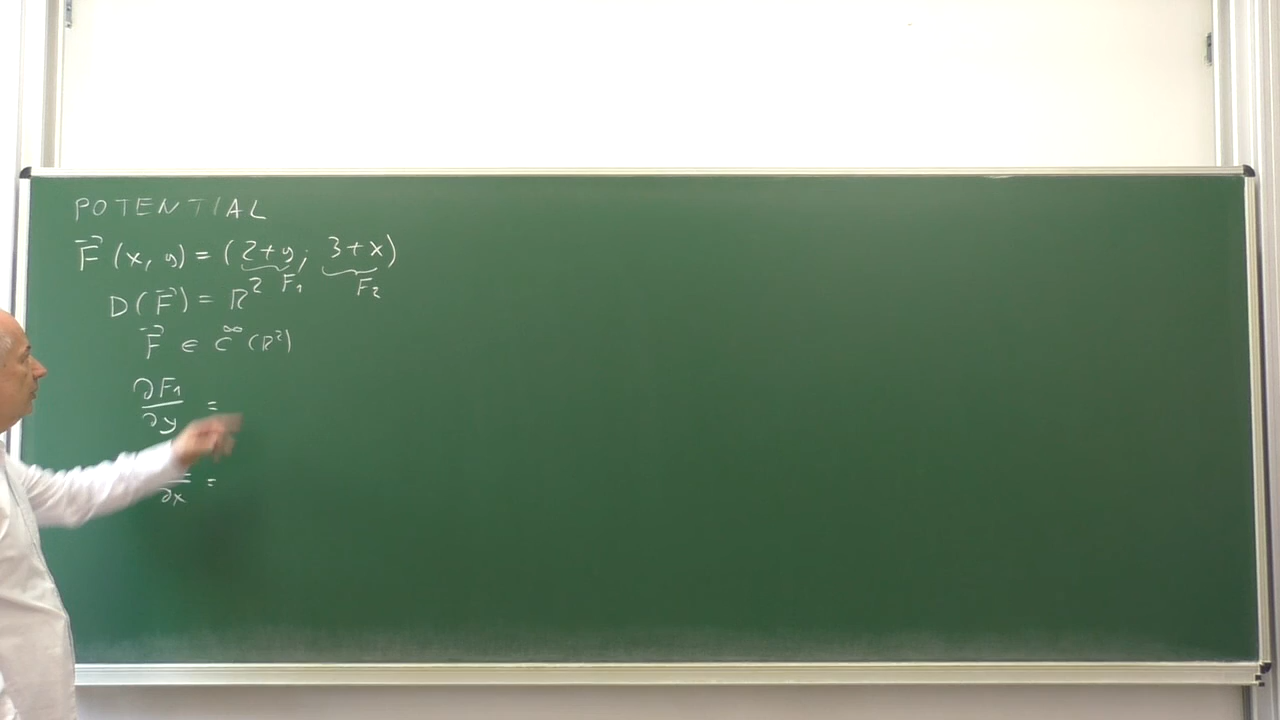 POTENTIAL
F⃗ (x, y) = (2+y; 3+x)
F₁ F₂
D(F⃗) = R²
F⃗ ∈ C^∞ (R²)
∂F₁/∂y =
∂x =